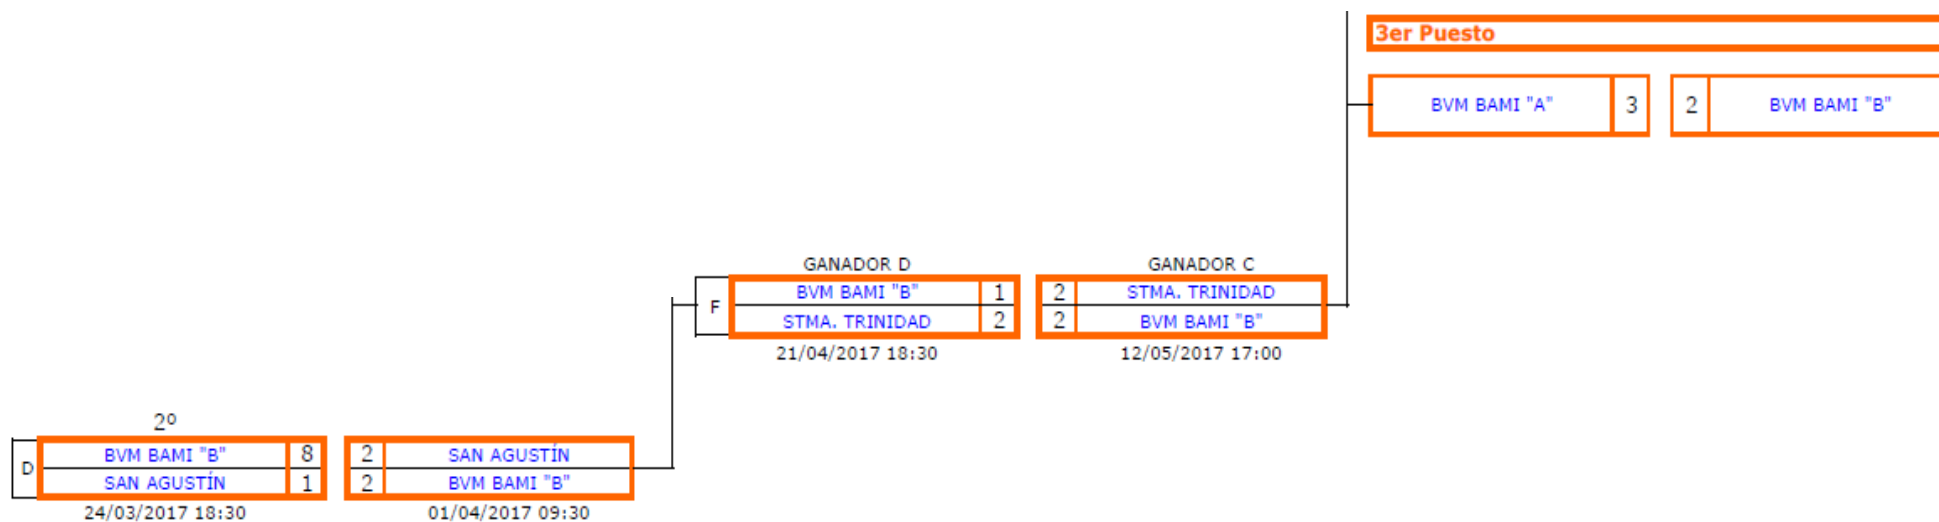 3er Puesto
BVM BAMI "A" 3 2 BVM BAMI "B"
GANADOR D GANADOR C
F
BVM BAMI "B" 1 2 STMA. TRINIDAD
STMA. TRINIDAD 2 2 BVM BAMI "B"
21/04/2017 18:30 12/05/2017 17:00
2º
D
BVM BAMI "B" 8 2 SAN AGUSTÍN
SAN AGUSTÍN 1 2 BVM BAMI "B"
24/03/2017 18:30 01/04/2017 09:30